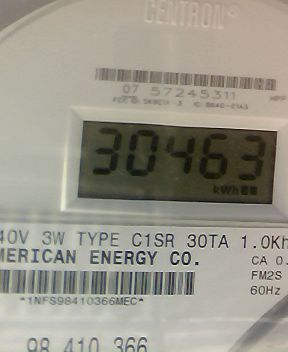 CENTRON®
07 57245311
30463
kWh
40V 3W TYPE C1SR 30TA 1.0Kh
MERICAN ENERGY CO.
CA 0.
FM2S
*1NFS98410366MEC*
60Hz
98 410 366